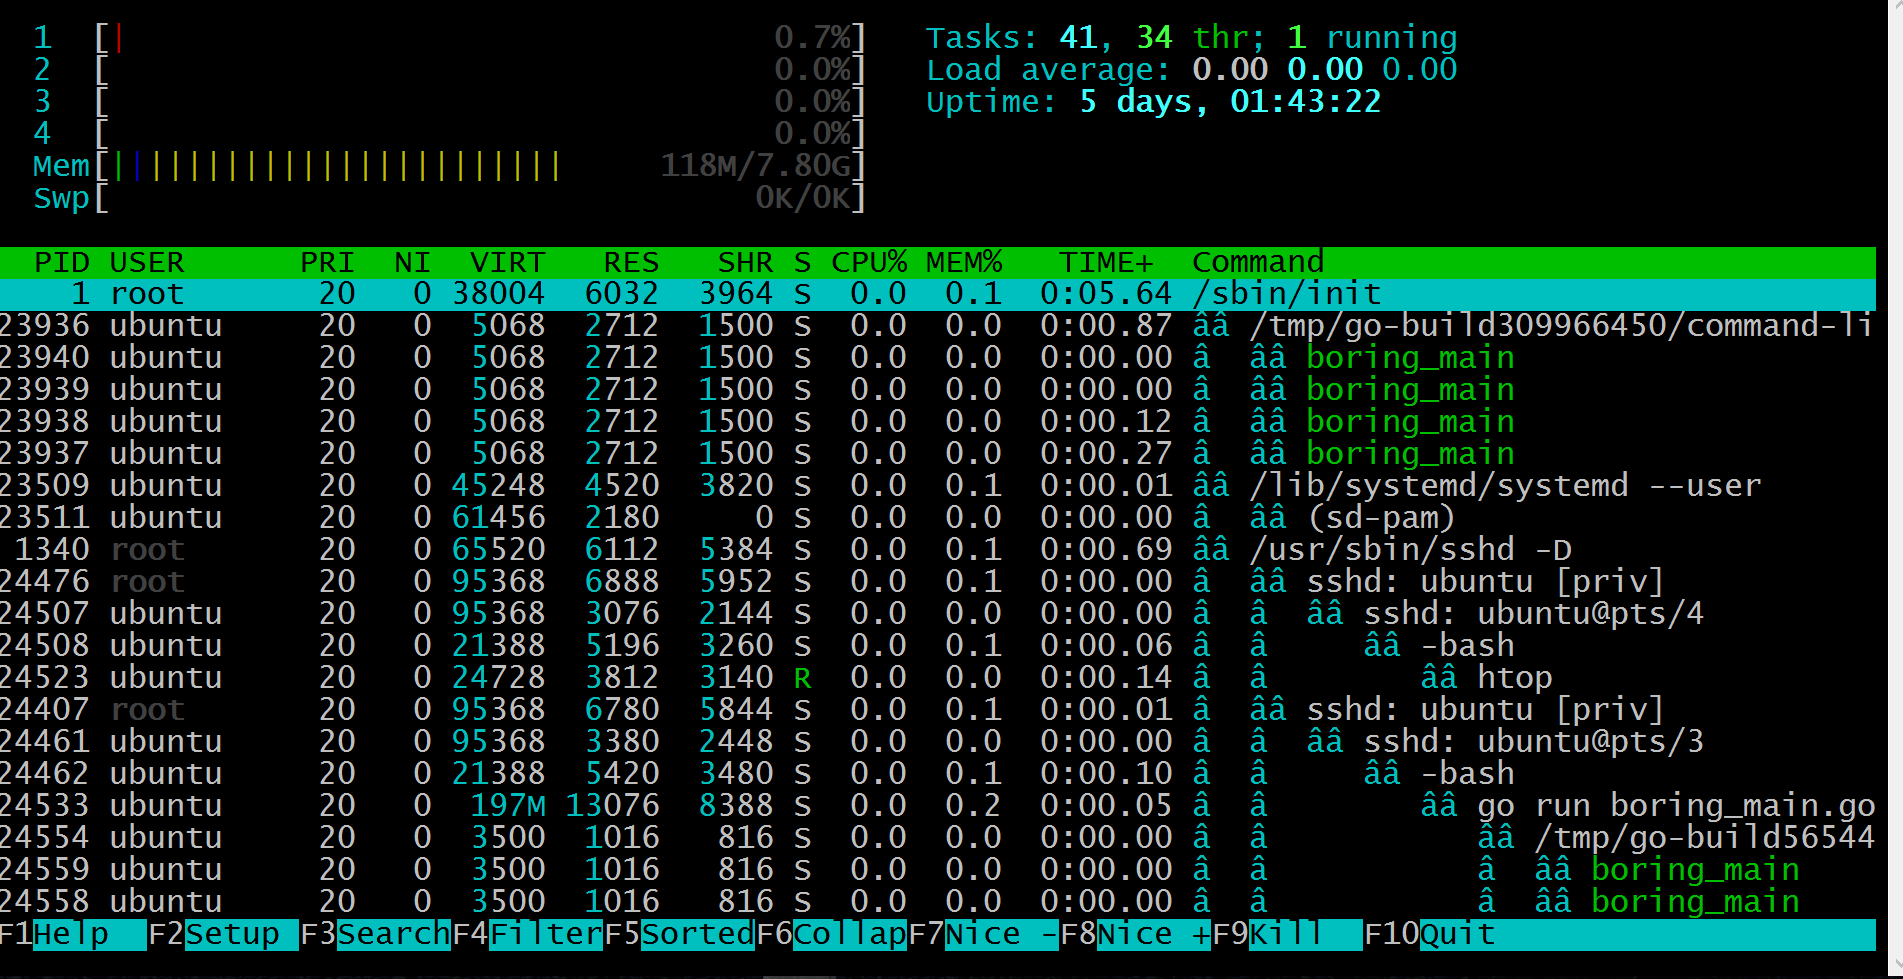 1 [| 0.7%] Tasks: 41, 34 thr; 1 running
2 [ 0.0%] Load average: 0.00 0.00 0.00
3 [ 0.0%] Uptime: 5 days, 01:43:22
4 [ 0.0%]
Mem[|||||||||||||||||||||||| 118M/7.80G]
Swp[ 0K/0K]
PID USER PRI NI VIRT RES SHR S CPU% MEM% TIME+ Command
1 root 20 0 38004 6032 3964 S 0.0 0.1 0:05.64 /sbin/init
23936 ubuntu 20 0 5068 2712 1500 S 0.0 0.0 0:00.87 ââ /tmp/go-build309966450/command-li
23940 ubuntu 20 0 5068 2712 1500 S 0.0 0.0 0:00.00 â ââ boring_main
23939 ubuntu 20 0 5068 2712 1500 S 0.0 0.0 0:00.00 â ââ boring_main
23938 ubuntu 20 0 5068 2712 1500 S 0.0 0.0 0:00.12 â ââ boring_main
23937 ubuntu 20 0 5068 2712 1500 S 0.0 0.0 0:00.27 â ââ boring_main
23509 ubuntu 20 0 45248 4520 3820 S 0.0 0.1 0:00.01 ââ /lib/systemd/systemd --user
23511 ubuntu 20 0 61456 2180 0 S 0.0 0.0 0:00.00 â ââ (sd-pam)
1340 root 20 0 65520 6112 5384 S 0.0 0.1 0:00.69 ââ /usr/sbin/sshd -D
24476 root 20 0 95368 6888 5952 S 0.0 0.1 0:00.00 â ââ sshd: ubuntu [priv]
24507 ubuntu 20 0 95368 3076 2144 S 0.0 0.0 0:00.00 â â ââ sshd: ubuntu@pts/4
24508 ubuntu 20 0 21388 5196 3260 S 0.0 0.1 0:00.06 â â ââ -bash
24523 ubuntu 20 0 24728 3812 3140 R 0.0 0.0 0:00.14 â â ââ htop
24407 root 20 0 95368 6780 5844 S 0.0 0.1 0:00.01 â ââ sshd: ubuntu [priv]
24461 ubuntu 20 0 95368 3380 2448 S 0.0 0.0 0:00.00 â â ââ sshd: ubuntu@pts/3
24462 ubuntu 20 0 21388 5420 3480 S 0.0 0.1 0:00.10 â â ââ -bash
24533 ubuntu 20 0 197M 13076 8388 S 0.0 0.2 0:00.05 â â ââ go run boring_main.go
24554 ubuntu 20 0 3500 1016 816 S 0.0 0.0 0:00.00 â â ââ /tmp/go-build56544
24559 ubuntu 20 0 3500 1016 816 S 0.0 0.0 0:00.00 â â â ââ boring_main
24558 ubuntu 20 0 3500 1016 816 S 0.0 0.0 0:00.00 â â â ââ boring_main
F1Help F2Setup F3SearchF4FilterF5SortedF6CollapF7Nice -F8Nice +F9Kill F10Quit